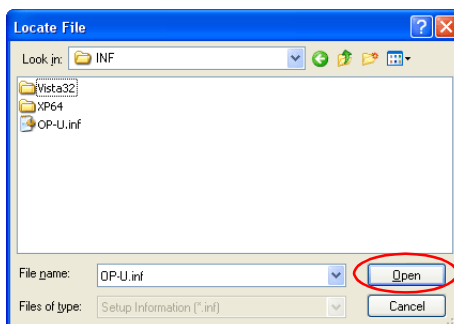 Locate File
Look in: INF
Vista32
XP64
OP-U.inf
File name: OP-U.inf Open
Files of type: Setup Information (*.inf) Cancel